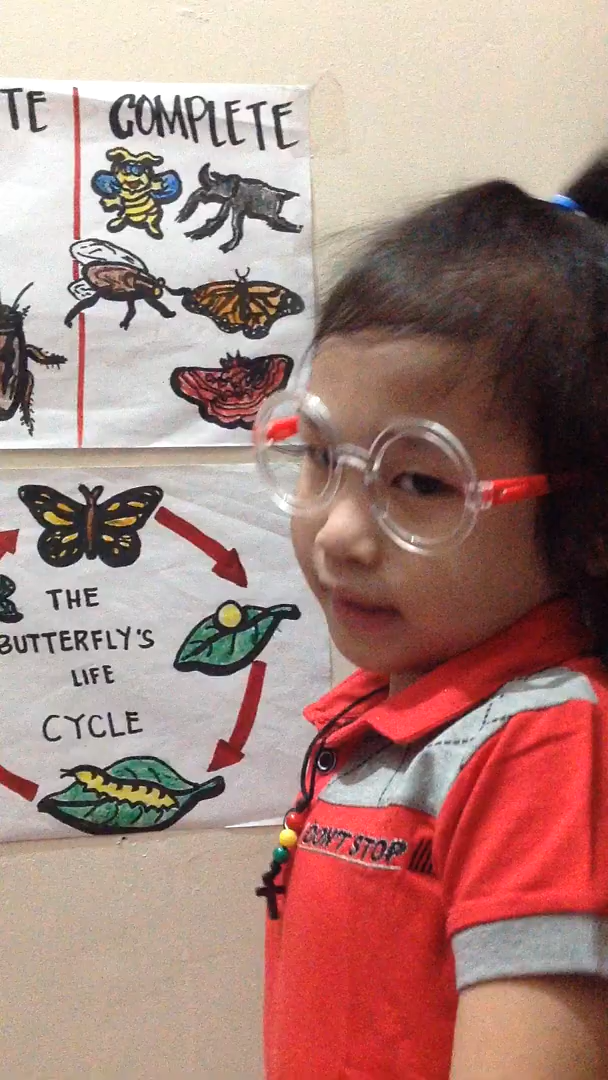 TE
COMPLETE
THE
BUTTERFLY'S
LIFE
CYCLE
DON'T STOP